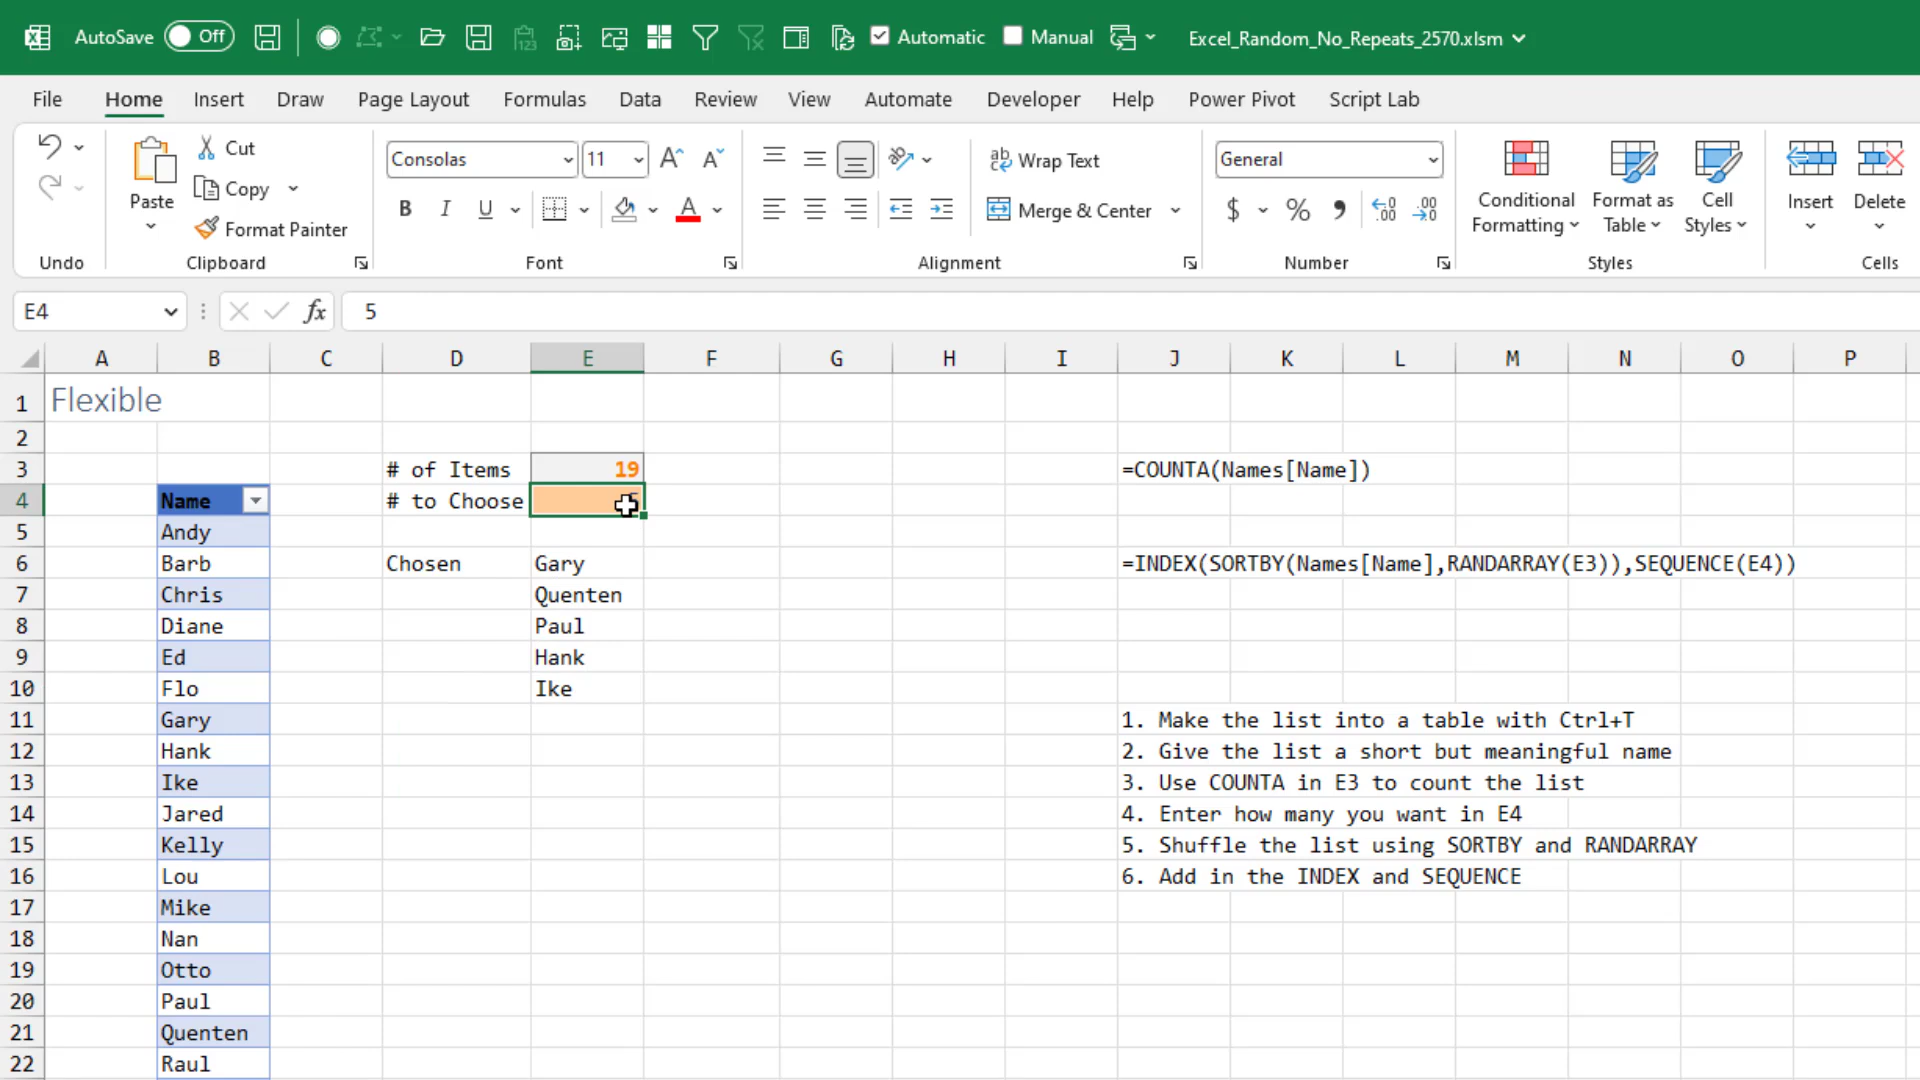 AutoSave Off Automatic Manual Excel_Random_No_Repeats_2570.xlsm
File Home Insert Draw Page Layout Formulas Data Review View Automate Developer Help Power Pivot Script Lab
Paste Cut Copy Format Painter
Consolas 11
B I U A
Wrap Text
Merge & Center
General
$ % 9 .00 .00
Conditional Formatting Format as Table Cell Styles Insert Delete
Undo Clipboard Font Alignment Number Styles Cells
E4 fx 5
A B C D E F G H I J K L M N O P
1 Flexible
2
3 # of Items 19 =COUNTA(Names[Name])
4 Name # to Choose
5 Andy
6 Barb Chosen Gary =INDEX(SORTBY(Names[Name],RANDARRAY(E3)),SEQUENCE(E4))
7 Chris Quenten
8 Diane Paul
9 Ed Hank
10 Flo Ike
11 Gary 1. Make the list into a table with Ctrl+T
12 Hank 2. Give the list a short but meaningful name
13 Ike 3. Use COUNTA in E3 to count the list
14 Jared 4. Enter how many you want in E4
15 Kelly 5. Shuffle the list using SORTBY and RANDARRAY
16 Lou 6. Add in the INDEX and SEQUENCE
17 Mike
18 Nan
19 Otto
20 Paul
21 Quenten
22 Raul